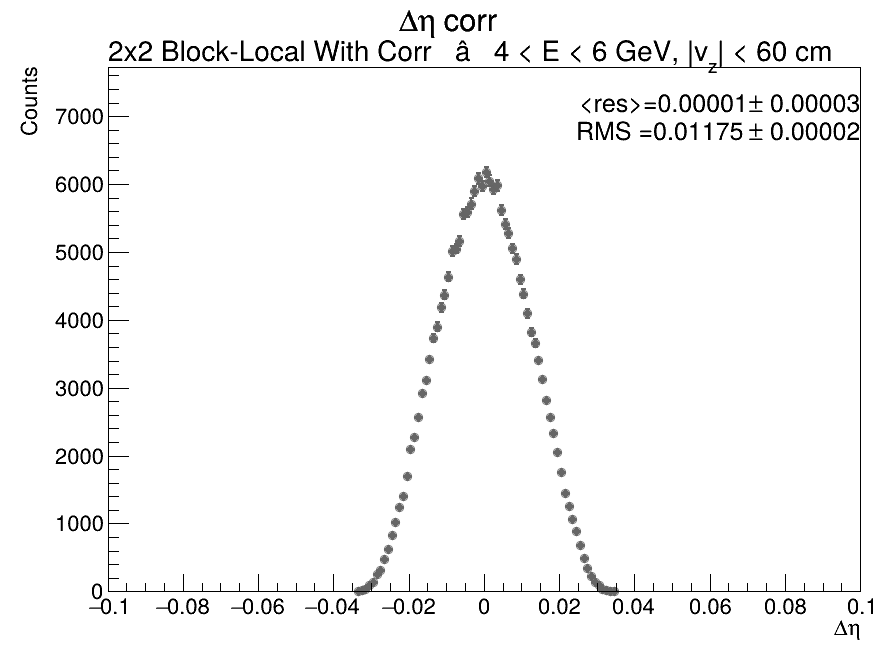 Δη corr
2x2 Block-Local With Corr â 4 < E < 6 GeV, |v_z| < 60 cm
Counts
<res>=0.00001± 0.00003
RMS =0.01175± 0.00002
7000
6000
5000
4000
3000
2000
1000
0
−0.1 −0.08 −0.06 −0.04 −0.02 0 0.02 0.04 0.06 0.08 0.1
Δη